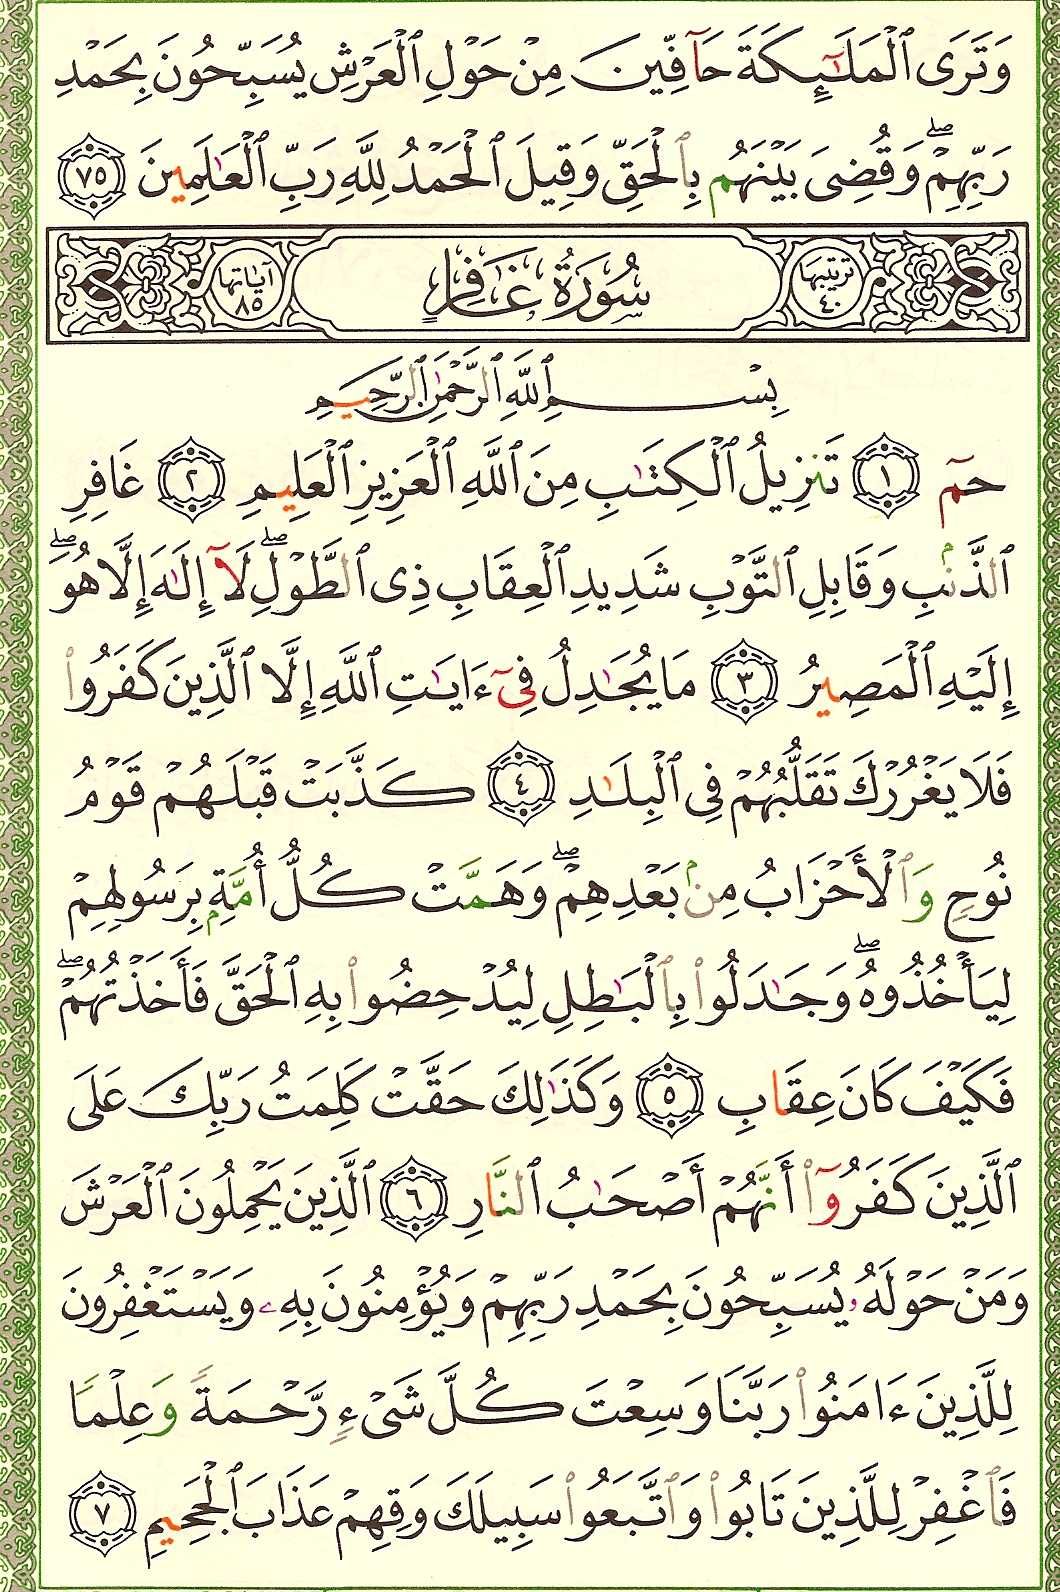 وَتَرَى ٱلْمَلَـٰٓئِكَةَ حَآفِّينَ مِنْ حَوْلِ ٱلْعَرْشِ يُسَبِّحُونَ بِحَمْدِ
رَبِّهِمْ ۖ وَقُضِىَ بَيْنَهُم بِٱلْحَقِّ وَقِيلَ ٱلْحَمْدُ لِلَّهِ رَبِّ ٱلْعَـٰلَمِينَ ٧٥
ترتيبها ٤٠ سُورَةُ غَافِرٍ آياتها ٨٥
بِسْمِ ٱللَّهِ ٱلرَّحْمَـٰنِ ٱلرَّحِيمِ
حمٓ ١ تَنزِيلُ ٱلْكِتَـٰبِ مِنَ ٱللَّهِ ٱلْعَزِيزِ ٱلْعَلِيمِ ٢ غَافِرِ
ٱلذَّنۢبِ وَقَابِلِ ٱلتَّوْبِ شَدِيدِ ٱلْعِقَابِ ذِى ٱلطَّوْلِ ۖ لَآ إِلَـٰهَ إِلَّا هُوَ ۖ
إِلَيْهِ ٱلْمَصِيرُ ٣ مَا يُجَـٰدِلُ فِىٓ ءَايَـٰتِ ٱللَّهِ إِلَّا ٱلَّذِينَ كَفَرُوا۟
فَلَا يَغْرُرْكَ تَقَلُّبُهُمْ فِى ٱلْبِلَـٰدِ ٤ كَذَّبَتْ قَبْلَهُمْ قَوْمُ
نُوحٍ وَٱلْأَحْزَابُ مِنۢ بَعْدِهِمْ ۖ وَهَمَّتْ كُلُّ أُمَّةٍۭ بِرَسُولِهِمْ
لِيَأْخُذُوهُ ۖ وَجَـٰدَلُوا۟ بِٱلْبَـٰطِلِ لِيُدْحِضُوا۟ بِهِ ٱلْحَقَّ فَأَخَذْتُهُمْ ۖ
فَكَيْفَ كَانَ عِقَابِ ٥ وَكَذَٰلِكَ حَقَّتْ كَلِمَتُ رَبِّكَ عَلَى
ٱلَّذِينَ كَفَرُوٓا۟ أَنَّهُمْ أَصْحَـٰبُ ٱلنَّارِ ٦ ٱلَّذِينَ يَحْمِلُونَ ٱلْعَرْشَ
وَمَنْ حَوْلَهُۥ يُسَبِّحُونَ بِحَمْدِ رَبِّهِمْ وَيُؤْمِنُونَ بِهِۦ وَيَسْتَغْفِرُونَ
لِلَّذِينَ ءَامَنُوا۟ رَبَّنَا وَسِعْتَ كُلَّ شَىْءٍ رَّحْمَةً وَعِلْمًا
فَٱغْفِرْ لِلَّذِينَ تَابُوا۟ وَٱتَّبَعُوا۟ سَبِيلَكَ وَقِهِمْ عَذَابَ ٱلْجَحِيمِ ٧